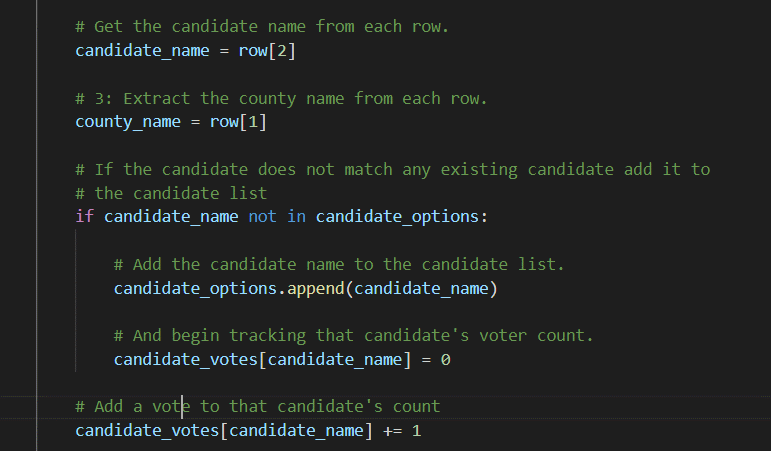 # Get the candidate name from each row.
candidate_name = row[2]
# 3: Extract the county name from each row.
county_name = row[1]
# If the candidate does not match any existing candidate add it to
# the candidate list
if candidate_name not in candidate_options:
# Add the candidate name to the candidate list.
candidate_options.append(candidate_name)
# And begin tracking that candidate's voter count.
candidate_votes[candidate_name] = 0
# Add a vote to that candidate's count
candidate_votes[candidate_name] += 1